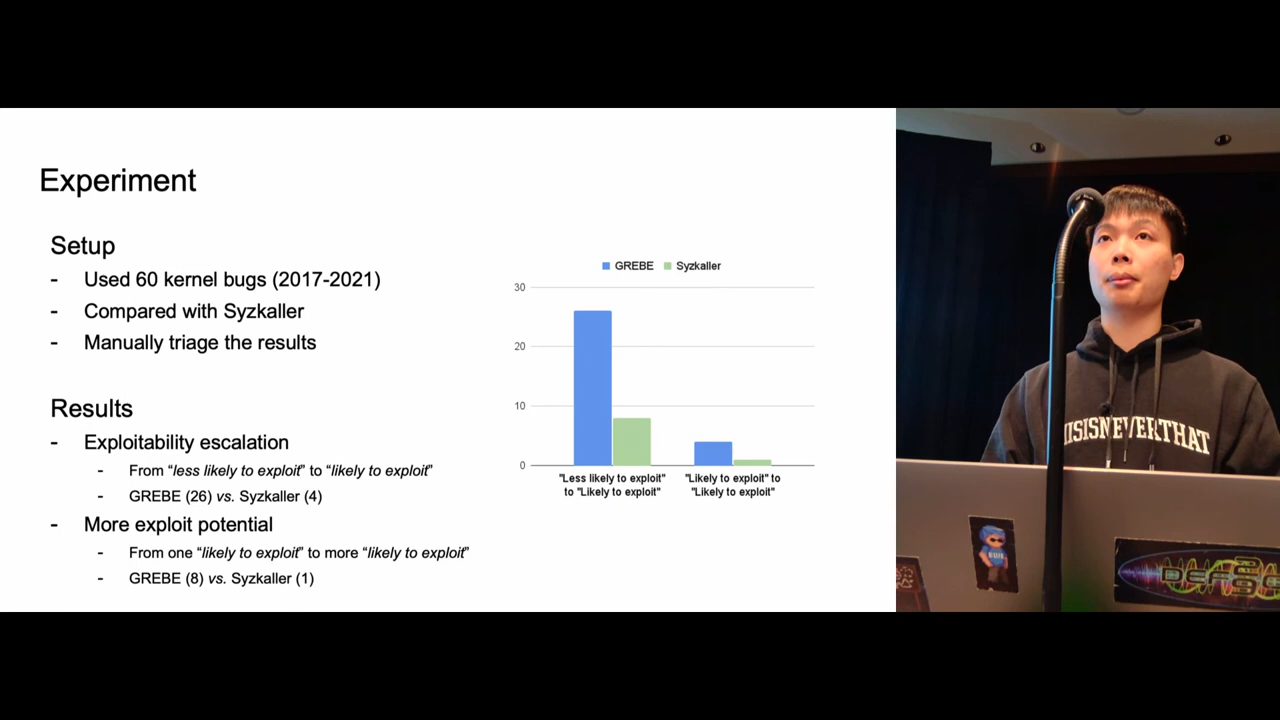 Experiment
Setup
- Used 60 kernel bugs (2017-2021)
- Compared with Syzkaller
- Manually triage the results
Results
- Exploitability escalation
- From “less likely to exploit” to “likely to exploit”
- GREBE (26) vs. Syzkaller (4)
- More exploit potential
- From one “likely to exploit” to more “likely to exploit”
- GREBE (8) vs. Syzkaller (1)
GREBE Syzkaller
30
20
10
0
"Less likely to exploit"
to "Likely to exploit"
"Likely to exploit" to
"Likely to exploit"
ISISNEVERTHAT